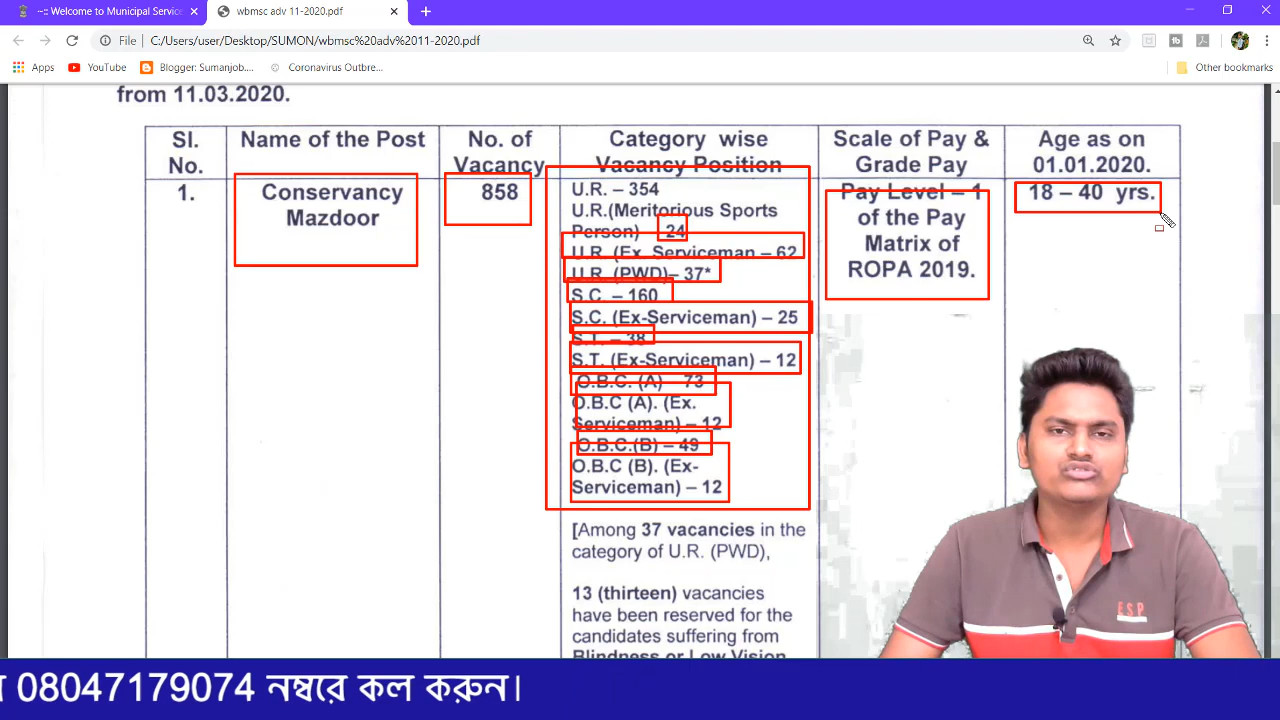 -:: Welcome to Municipal Service
wbmsc adv 11-2020.pdf
File
C:/Users/user/Desktop/SUMON/wbmsc%20adv%2011-2020.pdf
Apps
YouTube
Blogger: Sumanjob....
Coronavirus Outbre...
Other bookmarks
from 11.03.2020.
Sl. No.
Name of the Post
No. of Vacancy
Category wise Vacancy Position
Scale of Pay & Grade Pay
Age as on 01.01.2020.
1.
Conservancy
Mazdoor
858
U.R. – 354
U.R.(Meritorious Sports
Person) 24
U.R. (Ex. Serviceman – 62
U.R. (PWD)– 37*
S.C. – 160
S.C. (Ex-Serviceman) – 25
S.T. – 38
S.T. (Ex-Serviceman) – 12
O.B.C. (A) 73
O.B.C (A). (Ex.
Serviceman) – 12
O.B.C.(B) – 49
O.B.C (B). (Ex-
Serviceman) – 12
[Among 37 vacancies in the
category of U.R. (PWD),
13 (thirteen) vacancies
have been reserved for the
candidates suffering from
Blindness or Low Vision
Pay Level – 1
of the Pay
Matrix of
ROPA 2019.
18 – 40 yrs.
ESP
08047179074 নম্বরে কল করুন।